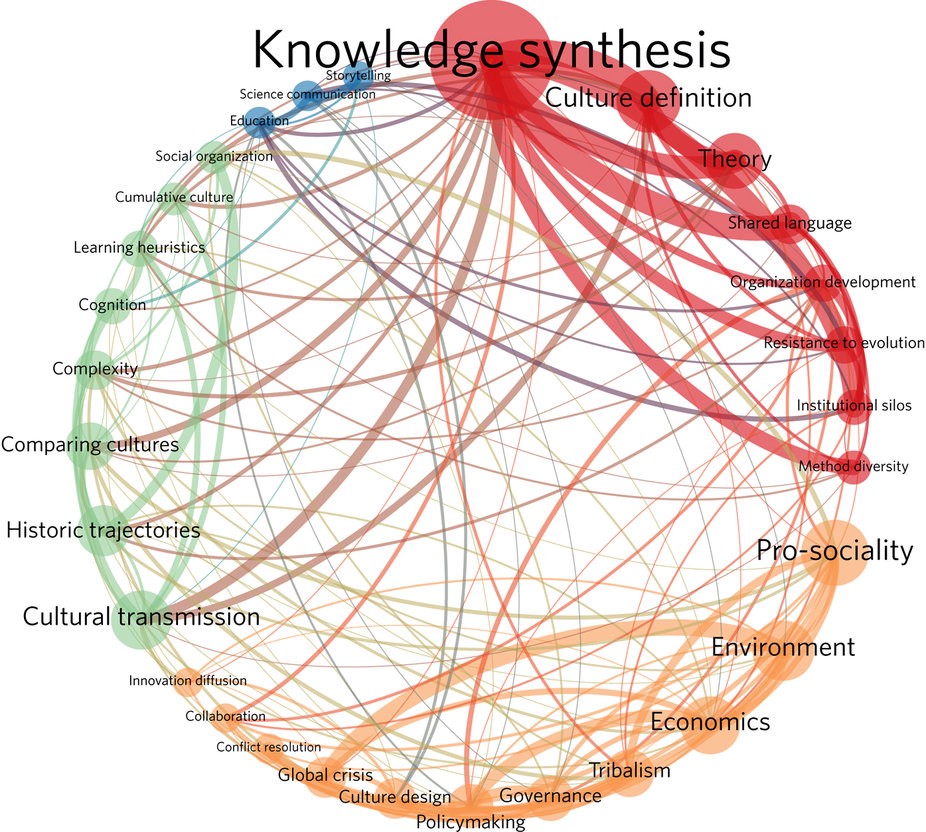 Knowledge synthesis
Storytelling
Science communication
Culture definition
Education
Social organization
Theory
Cumulative culture
Shared language
Learning heuristics
Organization development
Cognition
Resistance to evolution
Complexity
Institutional silos
Comparing cultures
Method diversity
Historic trajectories
Pro-sociality
Cultural transmission
Environment
Innovation diffusion
Collaboration
Economics
Conflict resolution
Tribalism
Global crisis
Culture design
Governance
Policymaking